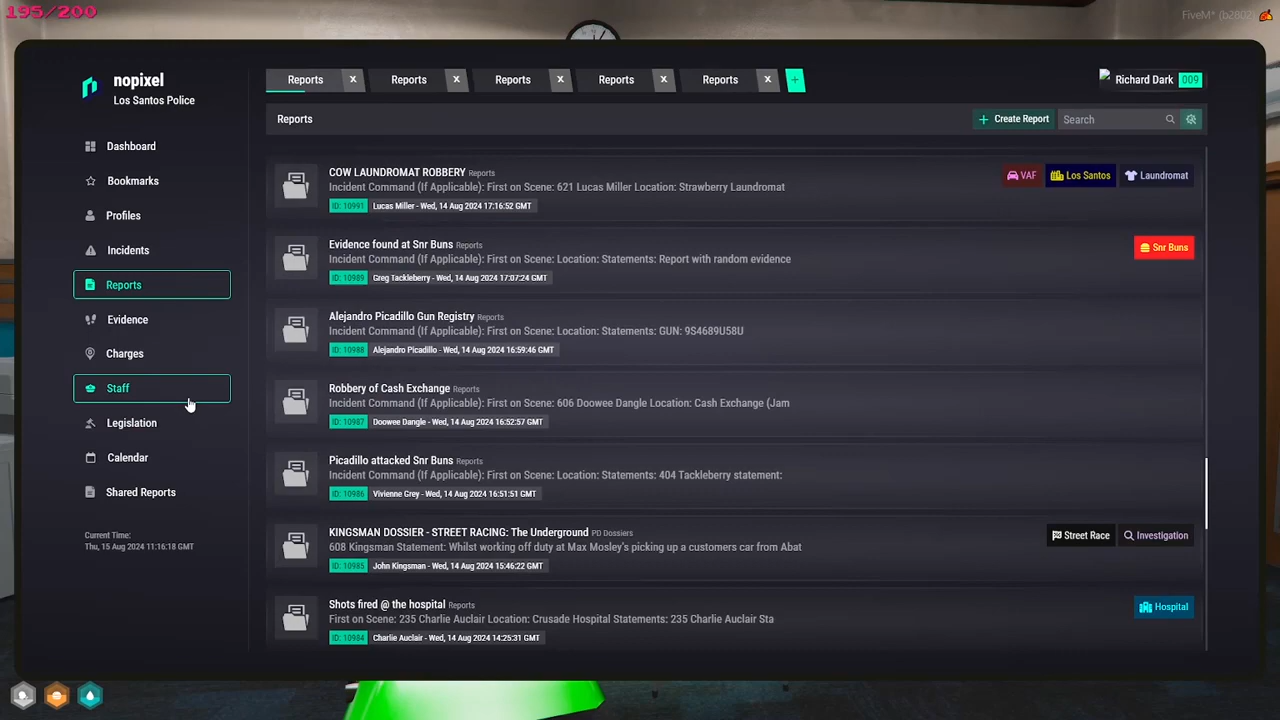 195/200
FiveM* (b2802)
nopixel
Los Santos Police
Reports x Reports x Reports x Reports x Reports x +
Richard Dark 009
Reports
+ Create Report
Search
Dashboard
Bookmarks
Profiles
Incidents
Reports
Evidence
Charges
Staff
Legislation
Calendar
Shared Reports
Current Time:
Thu, 15 Aug 2024 11:16:18 GMT
COW LAUNDROMAT ROBBERY Reports
Incident Command (If Applicable): First on Scene: 621 Lucas Miller Location: Strawberry Laundromat
ID: 10991 Lucas Miller - Wed, 14 Aug 2024 17:16:52 GMT
VAF Los Santos Laundromat
Evidence found at Snr Buns Reports
Incident Command (If Applicable): First on Scene: Location: Statements: Report with random evidence
ID: 10989 Greg Tackleberry - Wed, 14 Aug 2024 17:07:24 GMT
Snr Buns
Alejandro Picadillo Gun Registry Reports
Incident Command (If Applicable): First on Scene: Location: Statements: GUN: 9S4689U58U
ID: 10988 Alejandro Picadillo - Wed, 14 Aug 2024 16:59:46 GMT
Robbery of Cash Exchange Reports
Incident Command (If Applicable): First on Scene: 606 Doowee Dangle Location: Cash Exchange (Jam
ID: 10987 Doowee Dangle - Wed, 14 Aug 2024 16:52:57 GMT
Picadillo attacked Snr Buns Reports
Incident Command (If Applicable): First on Scene: Location: Statements: 404 Tackleberry statement:
ID: 10986 Vivienne Grey - Wed, 14 Aug 2024 16:51:51 GMT
KINGSMAN DOSSIER - STREET RACING: The Underground PD Dossiers
608 Kingsman Statement: Whilst working off duty at Max Mosley's picking up a customers car from Abat
ID: 10985 John Kingsman - Wed, 14 Aug 2024 15:46:22 GMT
Street Race Investigation
Shots fired @ the hospital Reports
First on Scene: 235 Charlie Auclair Location: Crusade Hospital Statements: 235 Charlie Auclair Sta
ID: 10984 Charlie Auclair - Wed, 14 Aug 2024 14:25:31 GMT
Hospital